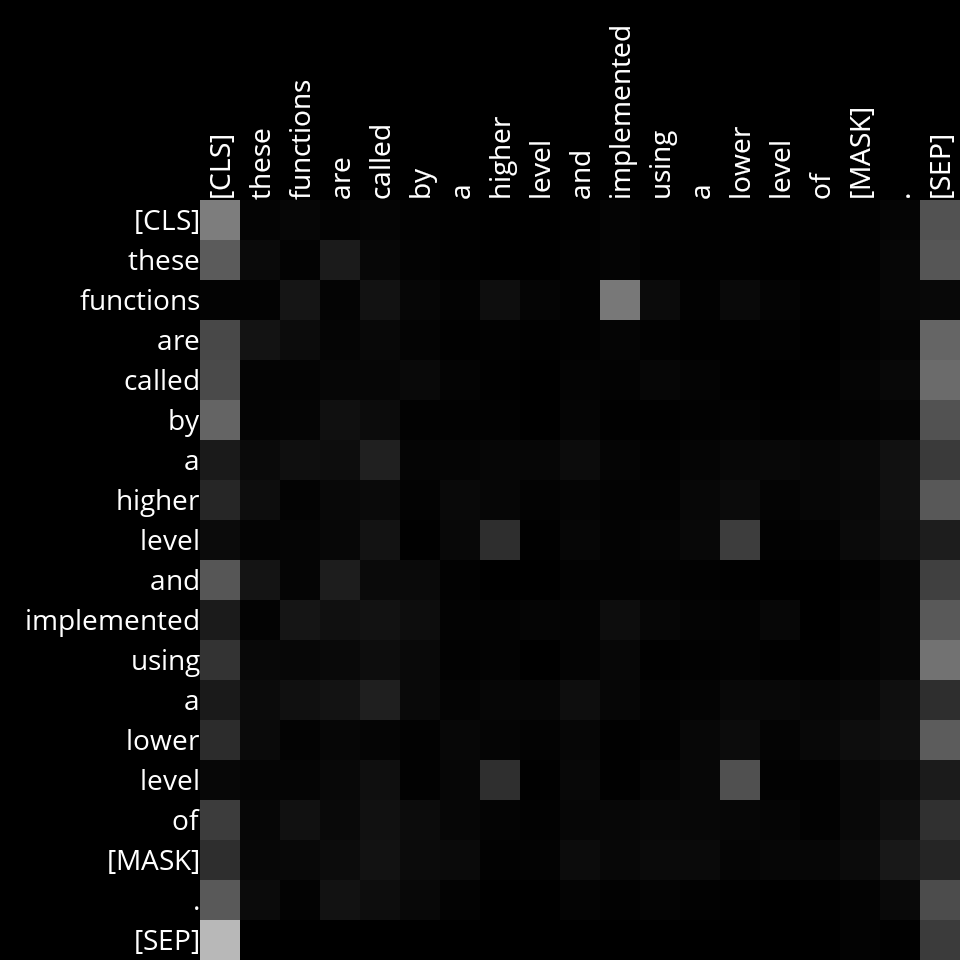 [CLS] these functions are called by a higher level and implemented using a lower level of [MASK] . [SEP]
[CLS]
these
functions
are
called
by
a
higher
level
and
implemented
using
a
lower
level
of
[MASK]
.
[SEP]